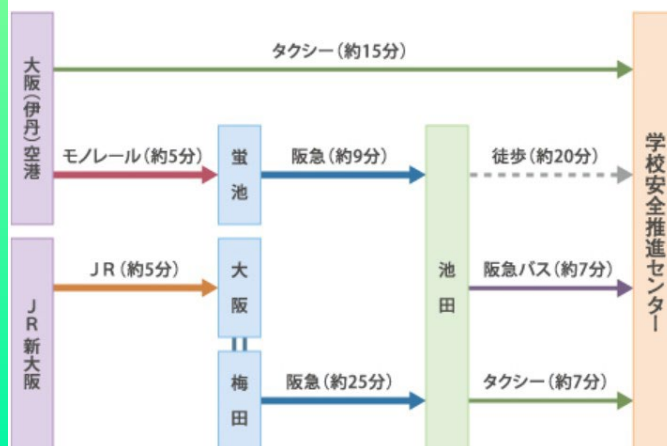 大阪(伊丹)空港
タクシー(約15分)
モノレール(約5分)
蛍池
阪急(約9分)
徒歩(約20分)
JR新大阪
JR(約5分)
大阪
池田
阪急バス(約7分)
梅田
阪急(約25分)
タクシー(約7分)
学校安全推進センター